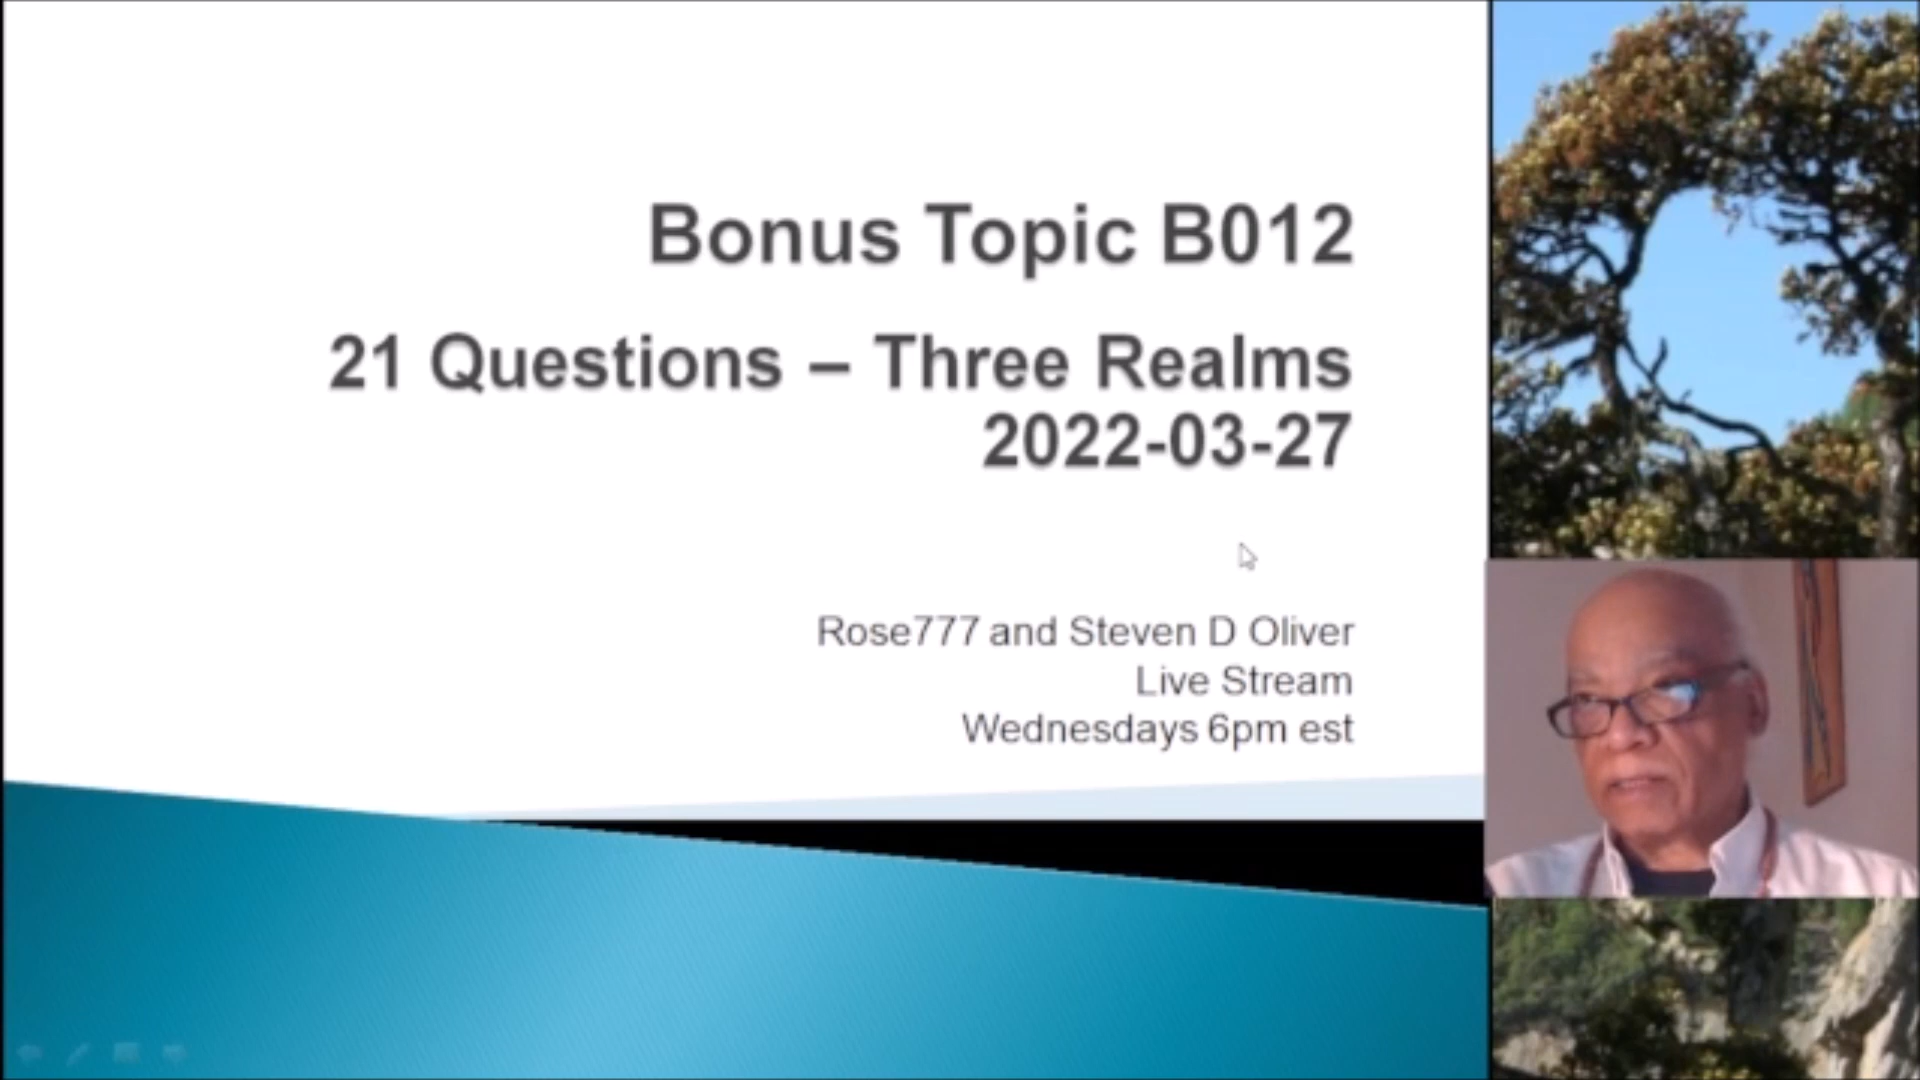 Bonus Topic B012
21 Questions – Three Realms
2022-03-27
Rose777 and Steven D Oliver
Live Stream
Wednesdays 6pm est